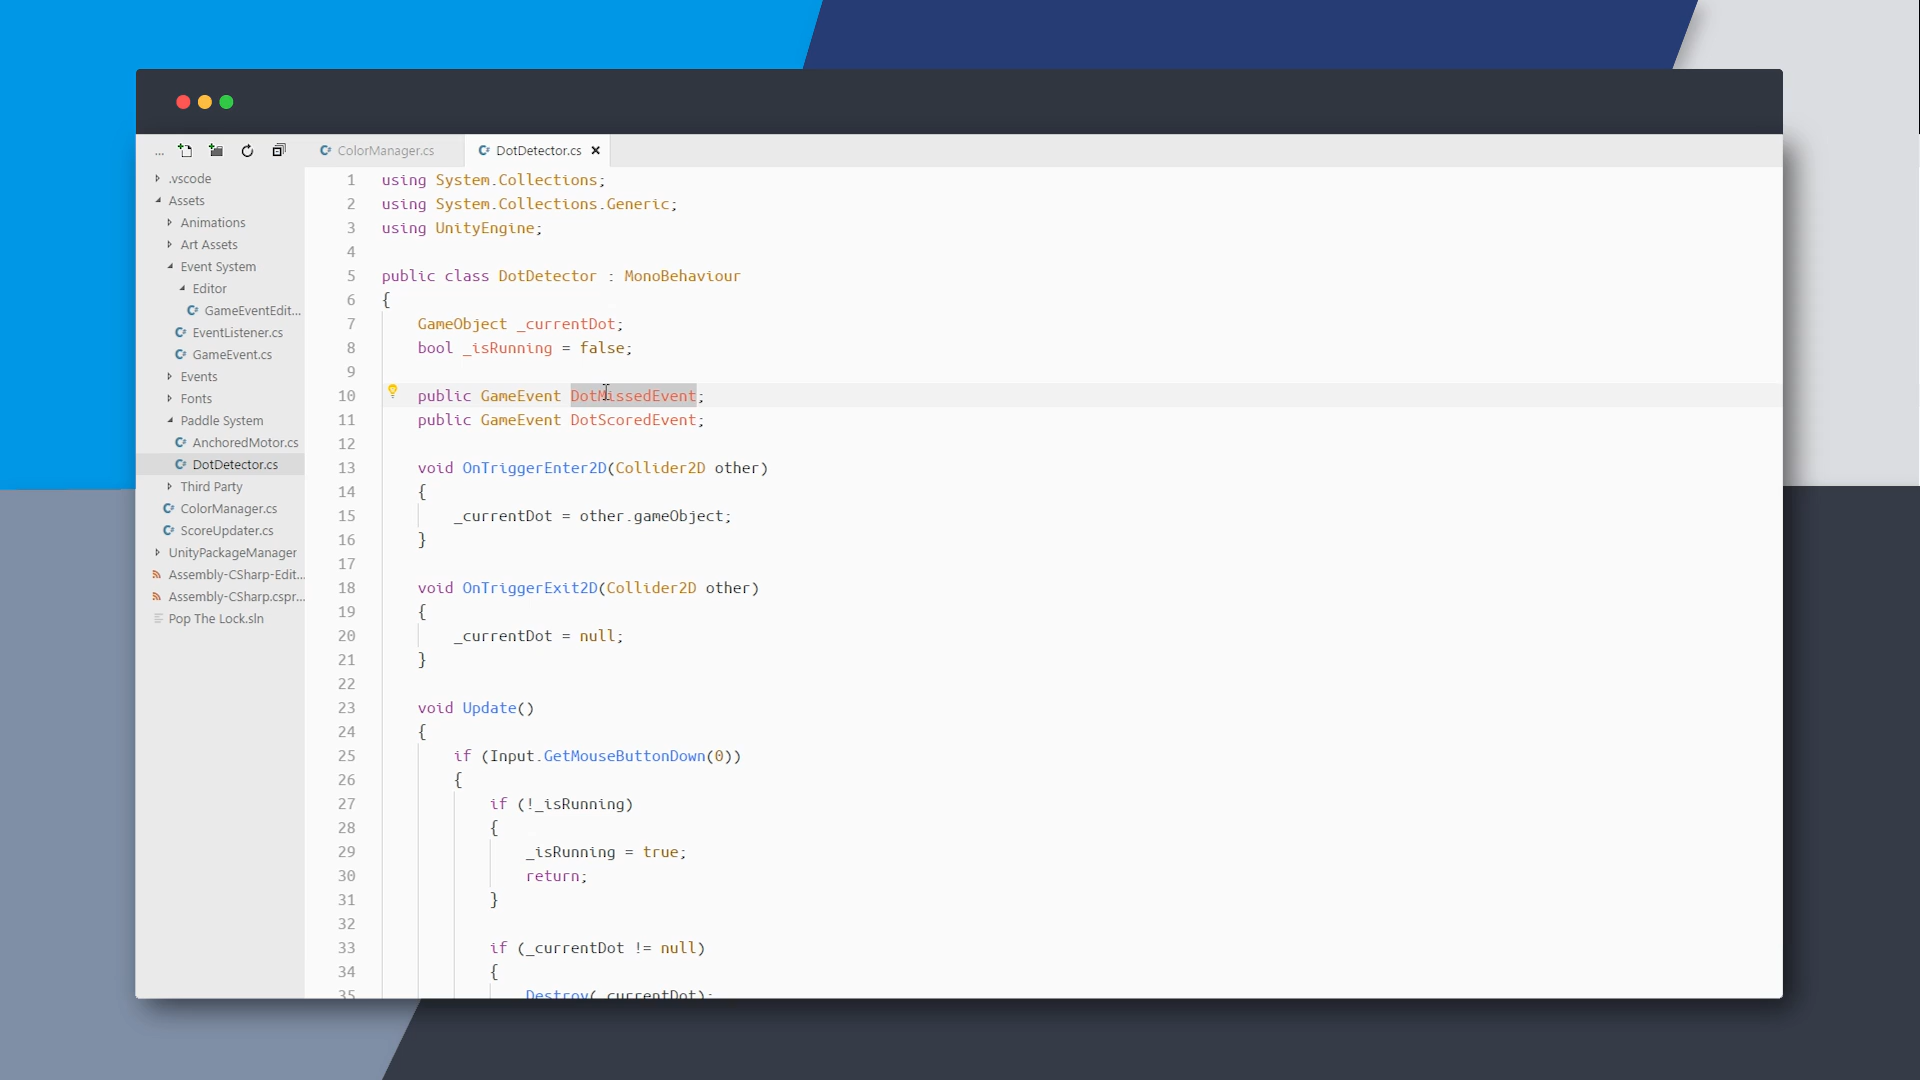 ... ColorManager.cs DotDetector.cs
.vscode
Assets
Animations
Art Assets
Event System
Editor
GameEventEdit...
EventListener.cs
GameEvent.cs
Events
Fonts
Paddle System
AnchoredMotor.cs
DotDetector.cs
Third Party
ColorManager.cs
ScoreUpdater.cs
UnityPackageManager
Assembly-CSharp-Edit...
Assembly-CSharp.cspr...
Pop The Lock.sln
1 using System.Collections;
2 using System.Collections.Generic;
3 using UnityEngine;
4
5 public class DotDetector : MonoBehaviour
6 {
7 GameObject _currentDot;
8 bool _isRunning = false;
9
10 public GameEvent DotMissedEvent;
11 public GameEvent DotScoredEvent;
12
13 void OnTriggerEnter2D(Collider2D other)
14 {
15 _currentDot = other.gameObject;
16 }
17
18 void OnTriggerExit2D(Collider2D other)
19 {
20 _currentDot = null;
21 }
22
23 void Update()
24 {
25 if (Input.GetMouseButtonDown(0))
26 {
27 if (!_isRunning)
28 {
29 _isRunning = true;
30 return;
31 }
32
33 if (_currentDot != null)
34 {
35 Destroy(_currentDot);